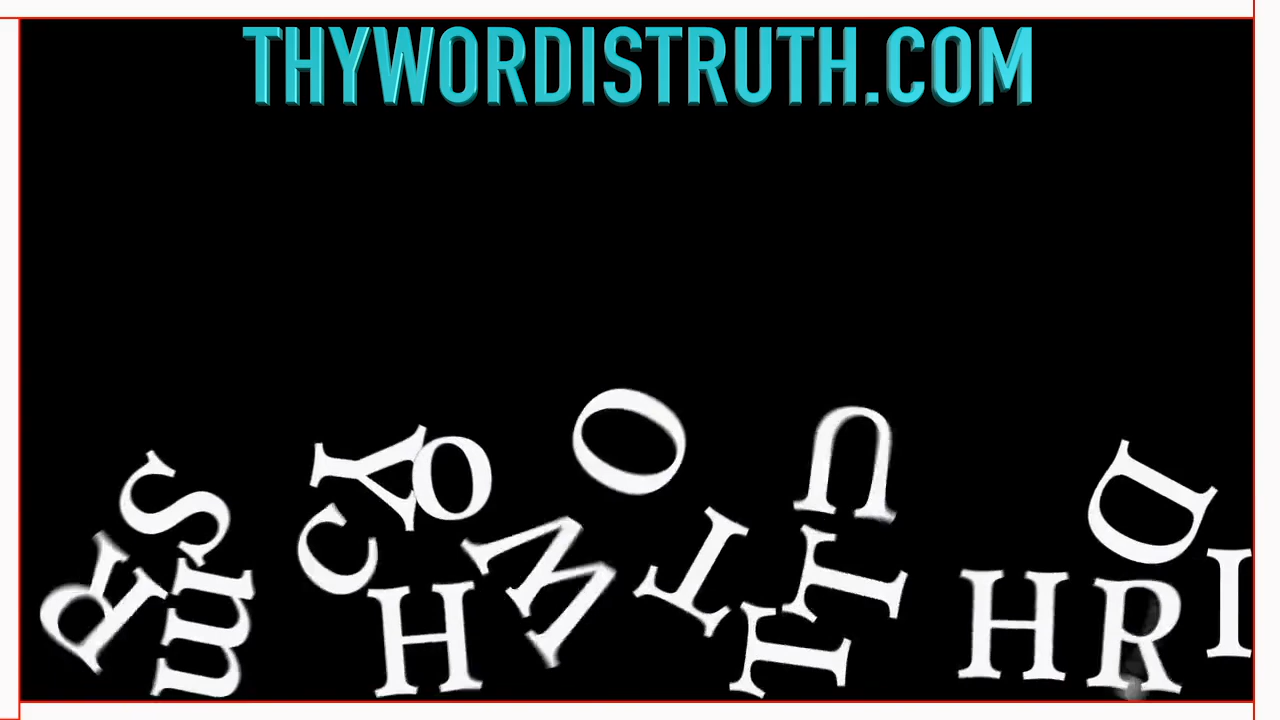 THYWORDISTRUTH.COM
O
U
Y O D
S C
R W T T H R I
m H T